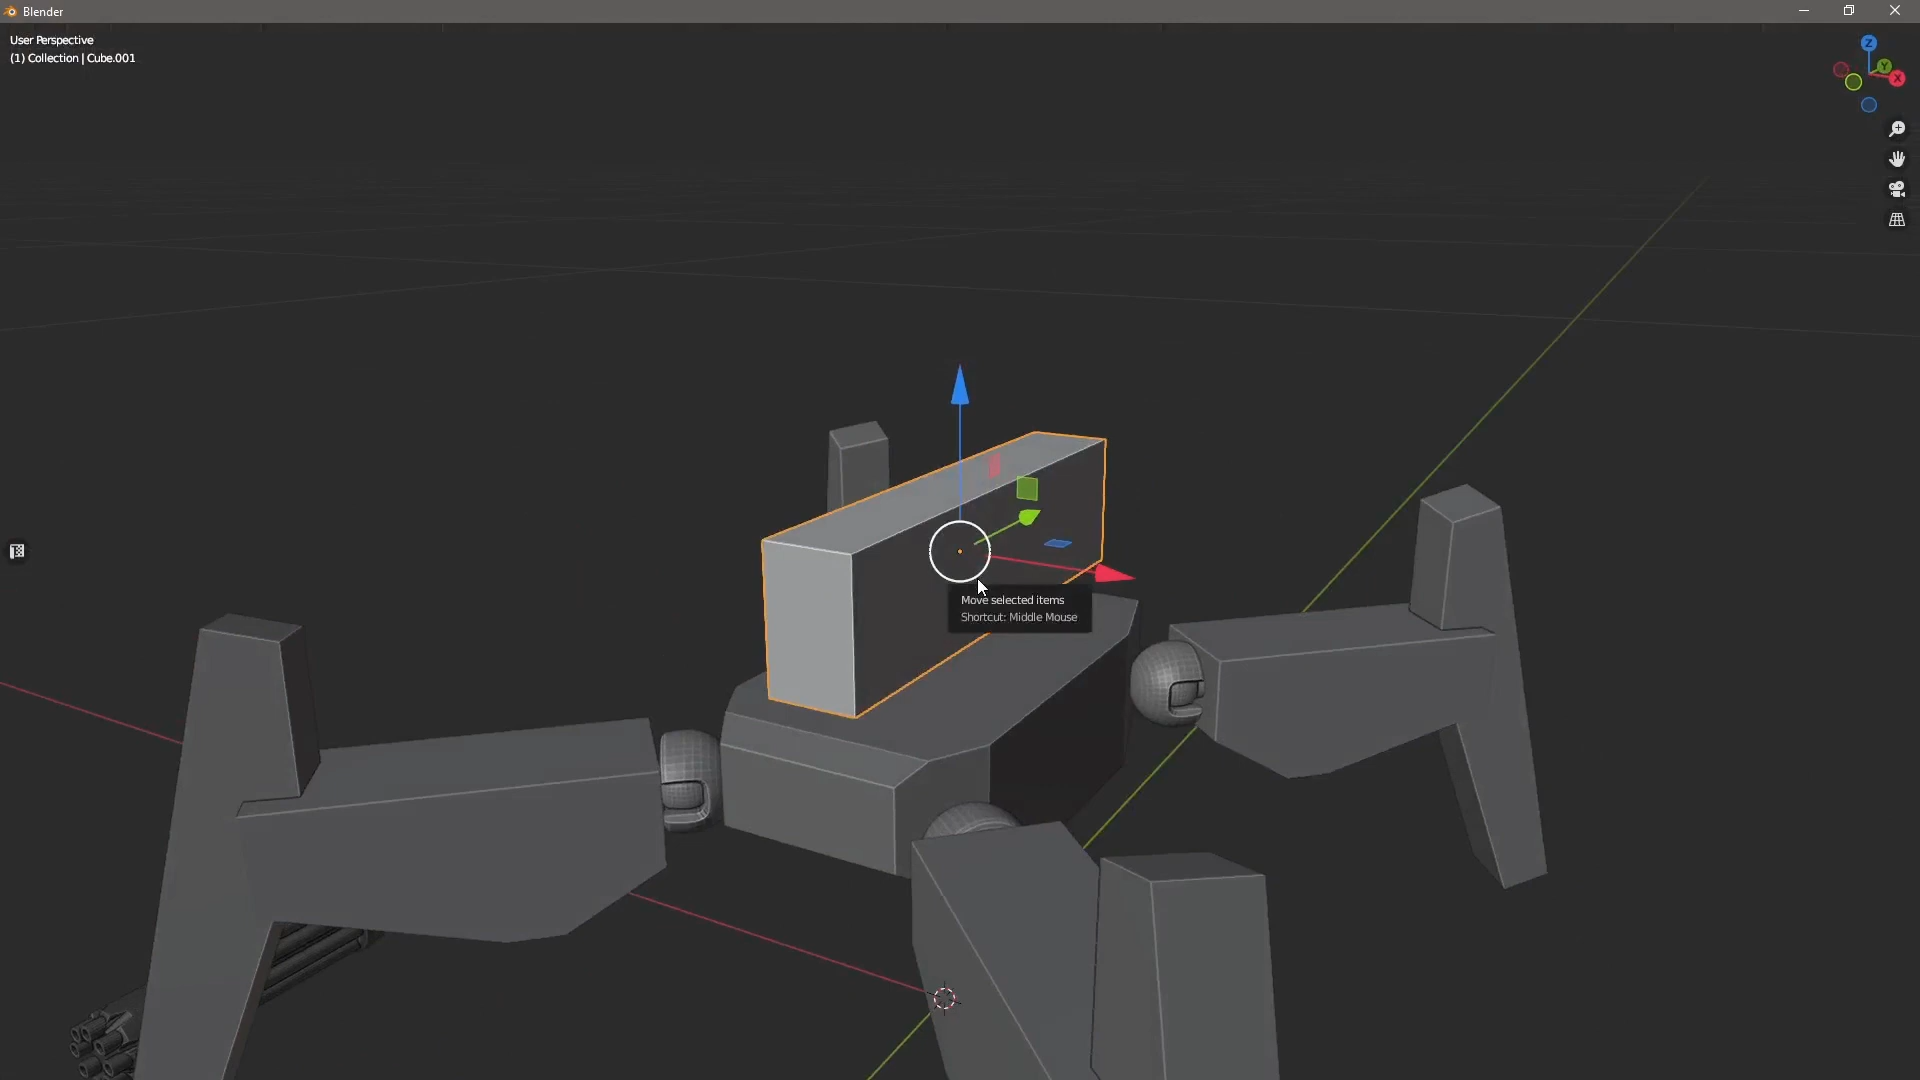 Blender
User Perspective
(1) Collection | Cube.001
Z
Y
X
Move selected items
Shortcut: Middle Mouse